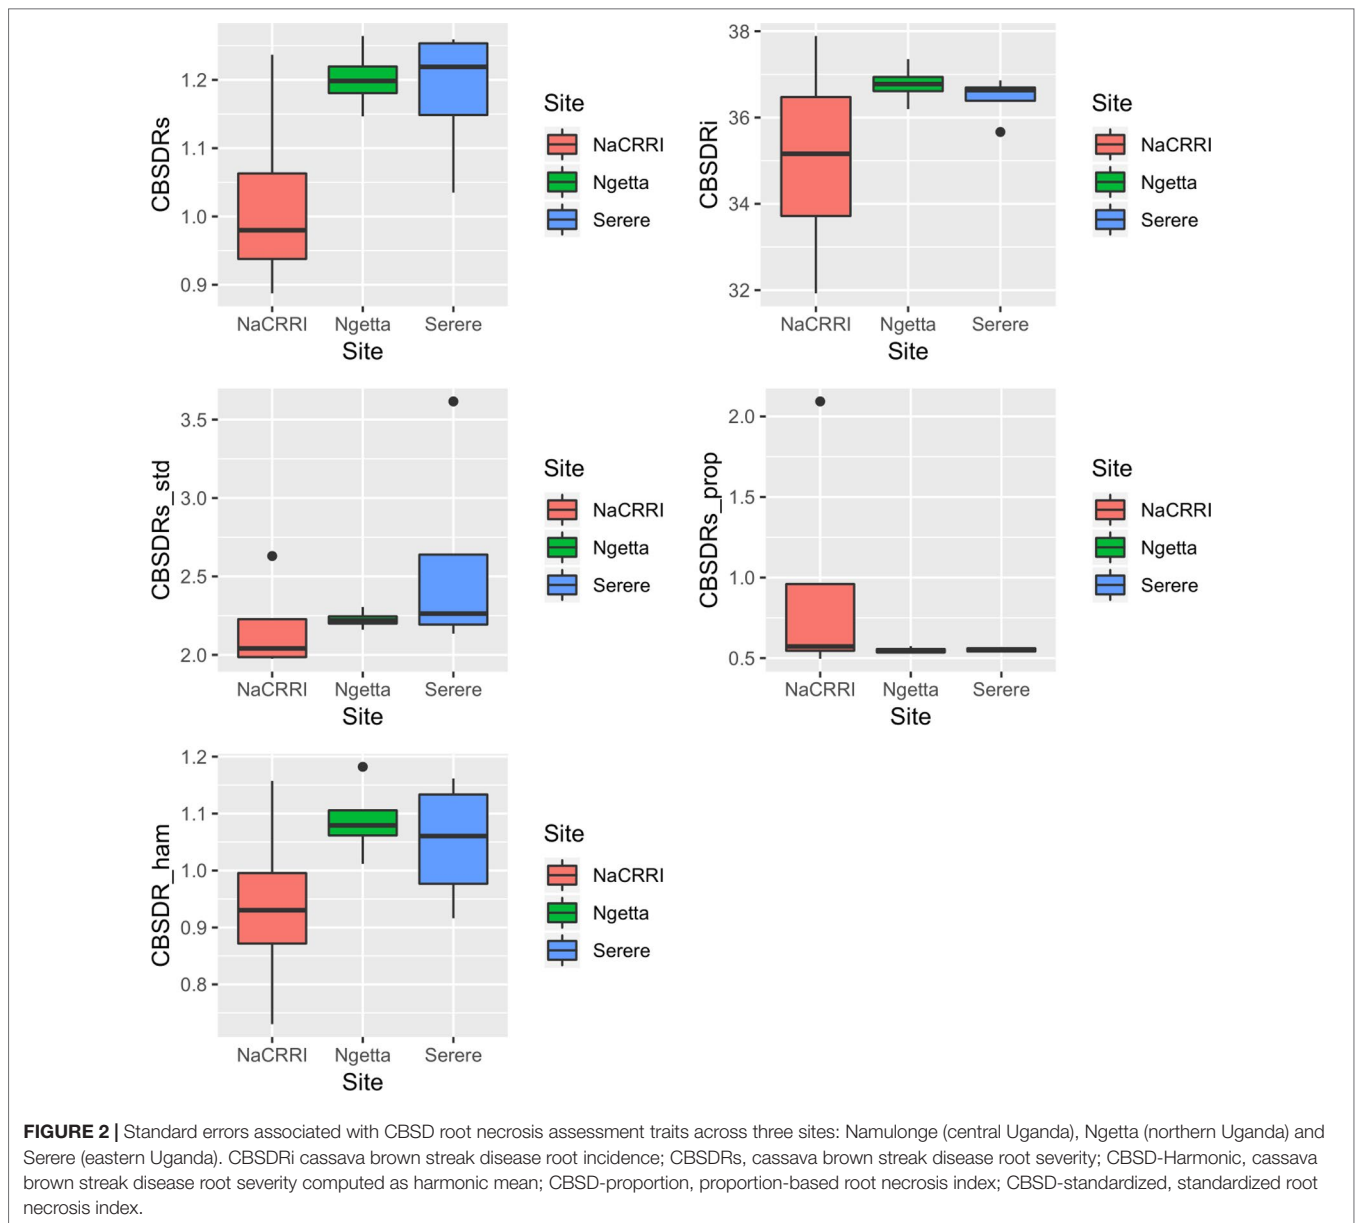 CBSDRs
1.2
1.1
1.0
0.9
NaCRRI Ngetta Serere
Site
Site
NaCRRI
Ngetta
Serere
CBSDRi
38
36
34
32
NaCRRI Ngetta Serere
Site
Site
NaCRRI
Ngetta
Serere
CBSDRs_std
3.5
3.0
2.5
2.0
NaCRRI Ngetta Serere
Site
Site
NaCRRI
Ngetta
Serere
CBSDRs_prop
2.0
1.5
1.0
0.5
NaCRRI Ngetta Serere
Site
Site
NaCRRI
Ngetta
Serere
CBSDR_ham
1.2
1.1
1.0
0.9
0.8
NaCRRI Ngetta Serere
Site
Site
NaCRRI
Ngetta
Serere
FIGURE 2 | Standard errors associated with CBSD root necrosis assessment traits across three sites: Namulonge (central Uganda), Ngetta (northern Uganda) and
Serere (eastern Uganda). CBSDRi cassava brown streak disease root incidence; CBSDRs, cassava brown streak disease root severity; CBSD-Harmonic, cassava
brown streak disease root severity computed as harmonic mean; CBSD-proportion, proportion-based root necrosis index; CBSD-standardized, standardized root
necrosis index.